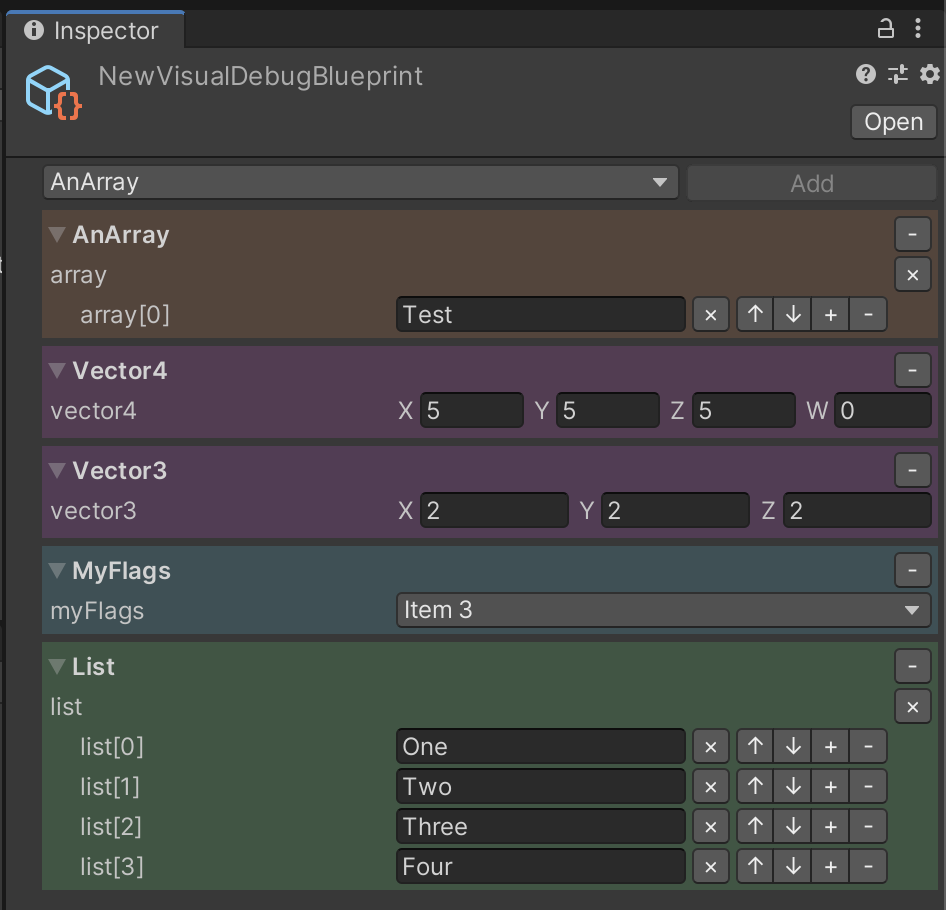 Inspector
NewVisualDebugBlueprint
Open
AnArray Add
AnArray -
array ×
array[0] Test × ↑ ↓ + -
Vector4 -
vector4 X 5 Y 5 Z 5 W 0
Vector3 -
vector3 X 2 Y 2 Z 2
MyFlags -
myFlags Item 3
List -
list ×
list[0] One × ↑ ↓ + -
list[1] Two × ↑ ↓ + -
list[2] Three × ↑ ↓ + -
list[3] Four × ↑ ↓ + -